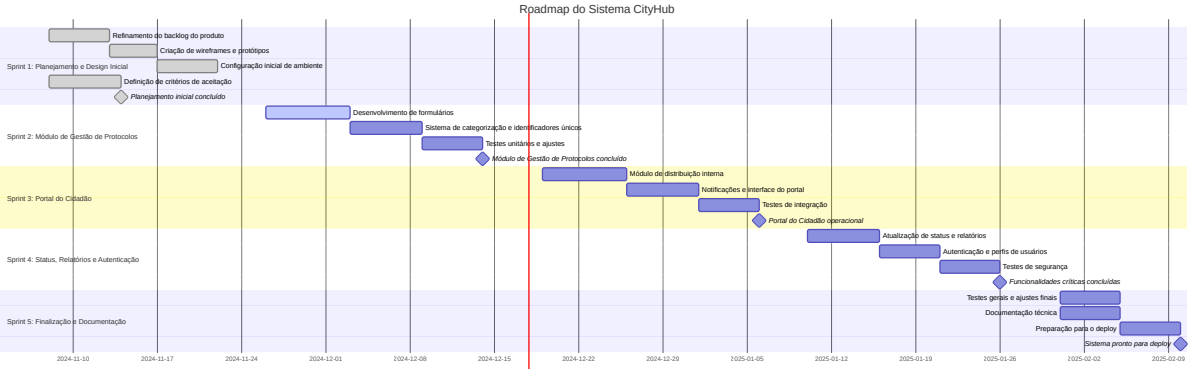 Roadmap do Sistema CityHub
Refinamento do backlog do produto
Criação de wireframes e protótipos
Sprint 1: Planejamento e Design Inicial
Configuração inicial de ambiente
Definição de critérios de aceitação
Planejamento inicial concluído
Desenvolvimento de formulários
Sistema de categorização e identificadores únicos
Sprint 2: Módulo de Gestão de Protocolos
Testes unitários e ajustes
Módulo de Gestão de Protocolos concluído
Módulo de distribuição interna
Notificações e interface do portal
Sprint 3: Portal do Cidadão
Testes de integração
Portal do Cidadão operacional
Atualização de status e relatórios
Autenticação e perfis de usuários
Sprint 4: Status, Relatórios e Autenticação
Testes de segurança
Funcionalidades críticas concluídas
Testes gerais e ajustes finais
Documentação técnica
Sprint 5: Finalização e Documentação
Preparação para o deploy
Sistema pronto para deploy
2024-11-10 2024-11-17 2024-11-24 2024-12-01 2024-12-08 2024-12-15 2024-12-22 2024-12-29 2025-01-05 2025-01-12 2025-01-19 2025-01-26 2025-02-02 2025-02-09